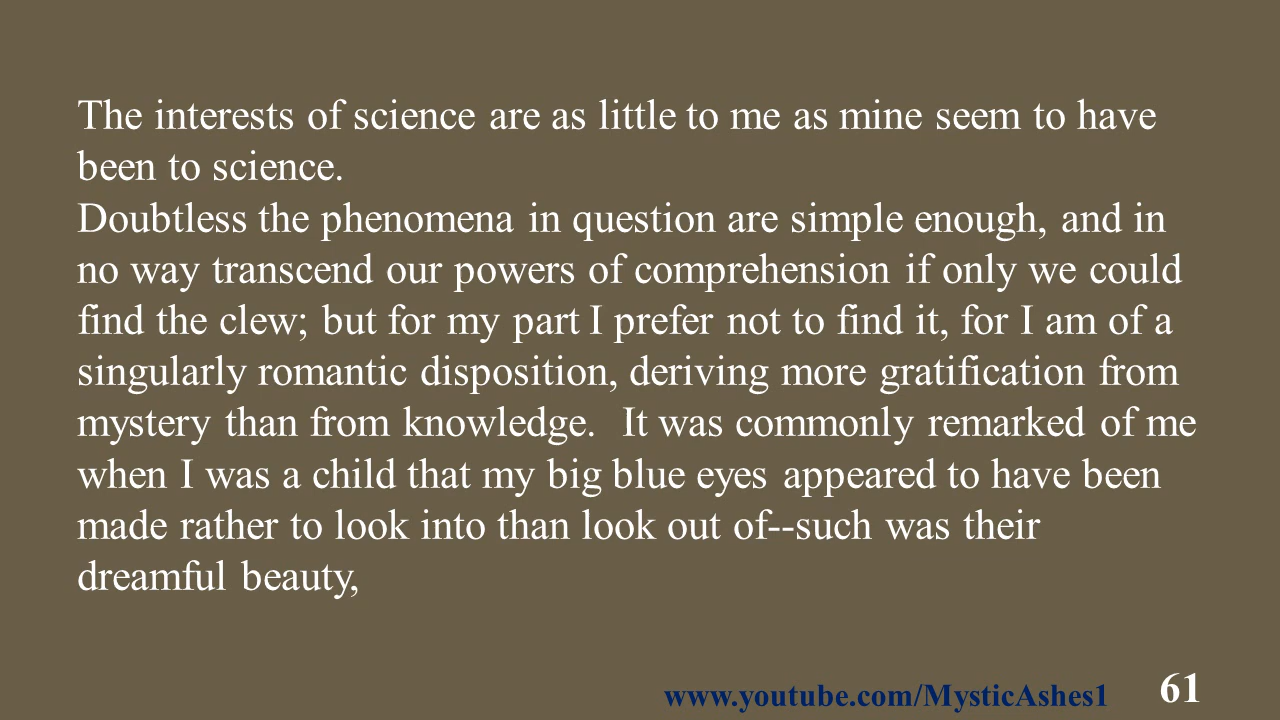 The interests of science are as little to me as mine seem to have
been to science.
Doubtless the phenomena in question are simple enough, and in
no way transcend our powers of comprehension if only we could
find the clew; but for my part I prefer not to find it, for I am of a
singularly romantic disposition, deriving more gratification from
mystery than from knowledge.  It was commonly remarked of me
when I was a child that my big blue eyes appeared to have been
made rather to look into than look out of--such was their
dreamful beauty,
www.youtube.com/MysticAshes1 61